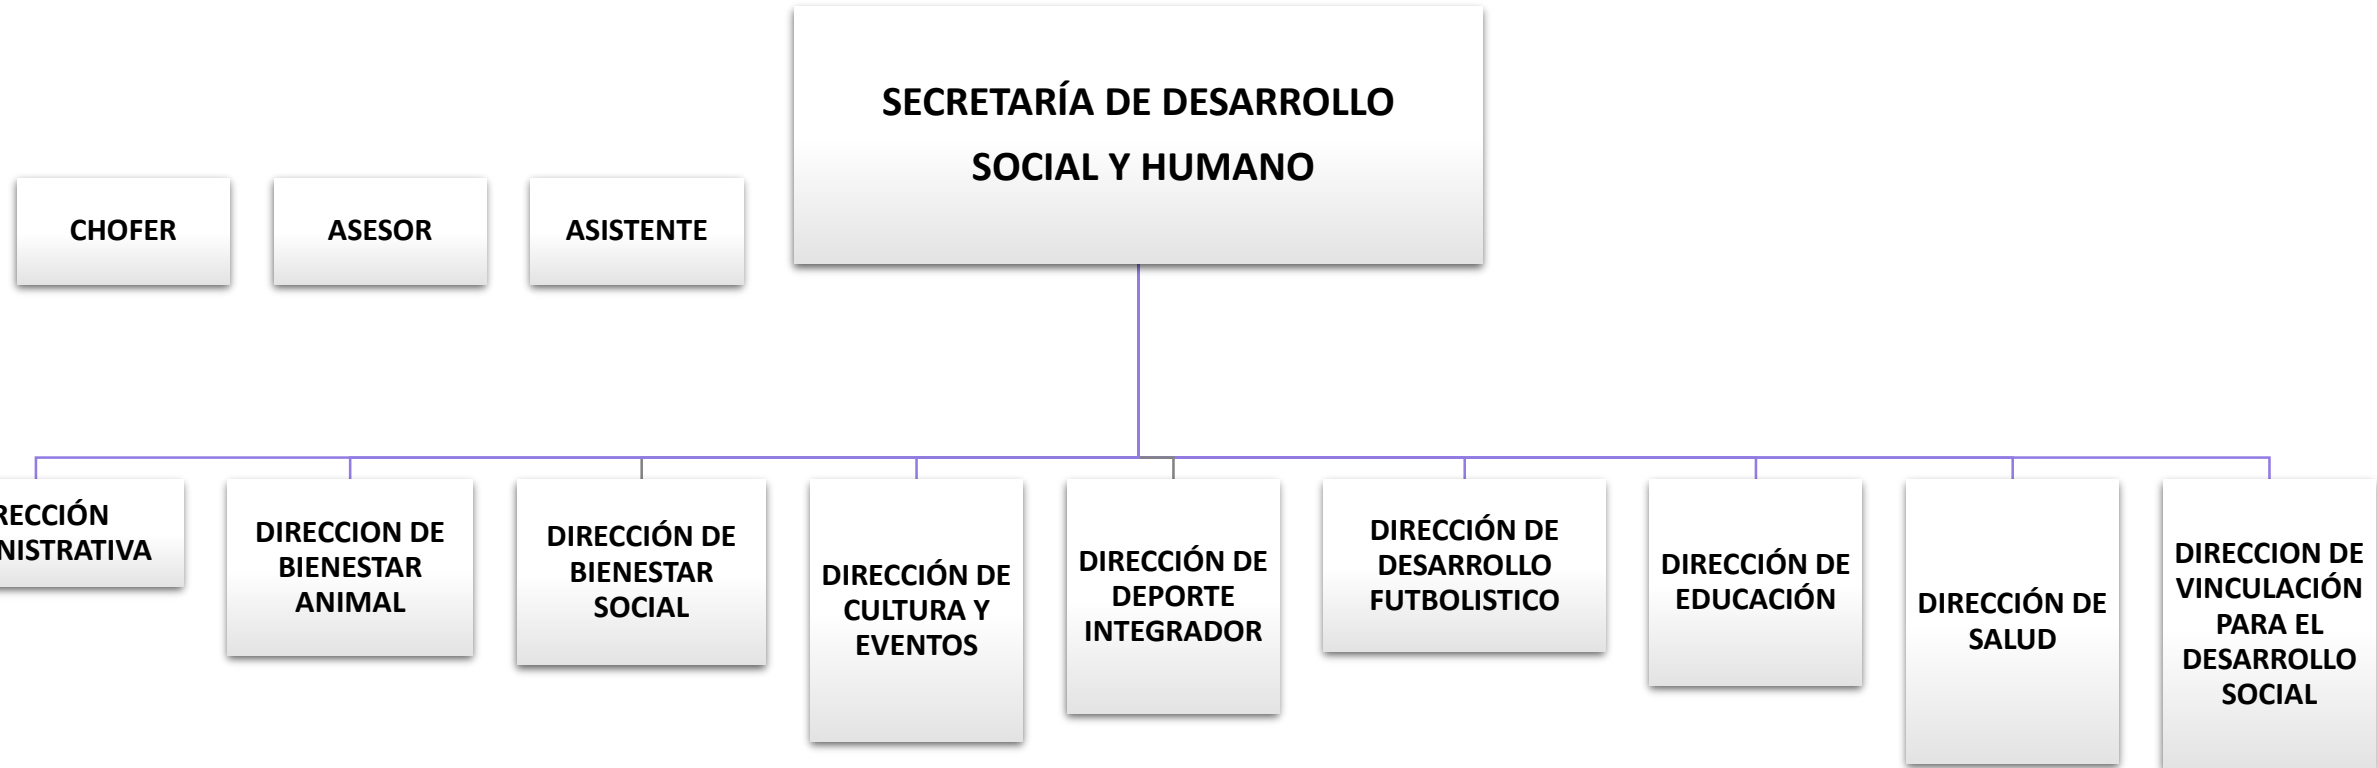 SECRETARÍA DE DESARROLLO
SOCIAL Y HUMANO
CHOFER
ASESOR
ASISTENTE
RECCIÓN
NISTRATIVA
DIRECCION DE
BIENESTAR
ANIMAL
DIRECCIÓN DE
BIENESTAR
SOCIAL
DIRECCIÓN DE
CULTURA Y
EVENTOS
DIRECCIÓN DE
DEPORTE
INTEGRADOR
DIRECCIÓN DE
DESARROLLO
FUTBOLISTICO
DIRECCIÓN DE
EDUCACIÓN
DIRECCIÓN DE
SALUD
DIRECCION DE
VINCULACIÓN
PARA EL
DESARROLLO
SOCIAL